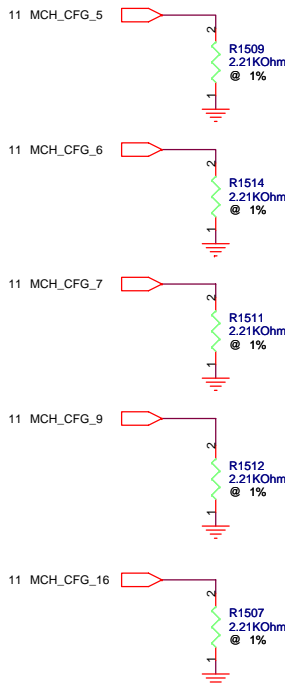 11 MCH_CFG_5
2
R1509
2.21KOhm
@ 1%
1
11 MCH_CFG_6
2
R1514
2.21KOhm
@ 1%
1
11 MCH_CFG_7
2
R1511
2.21KOhm
@ 1%
1
11 MCH_CFG_9
2
R1512
2.21KOhm
@ 1%
1
11 MCH_CFG_16
2
R1507
2.21KOhm
@ 1%
1